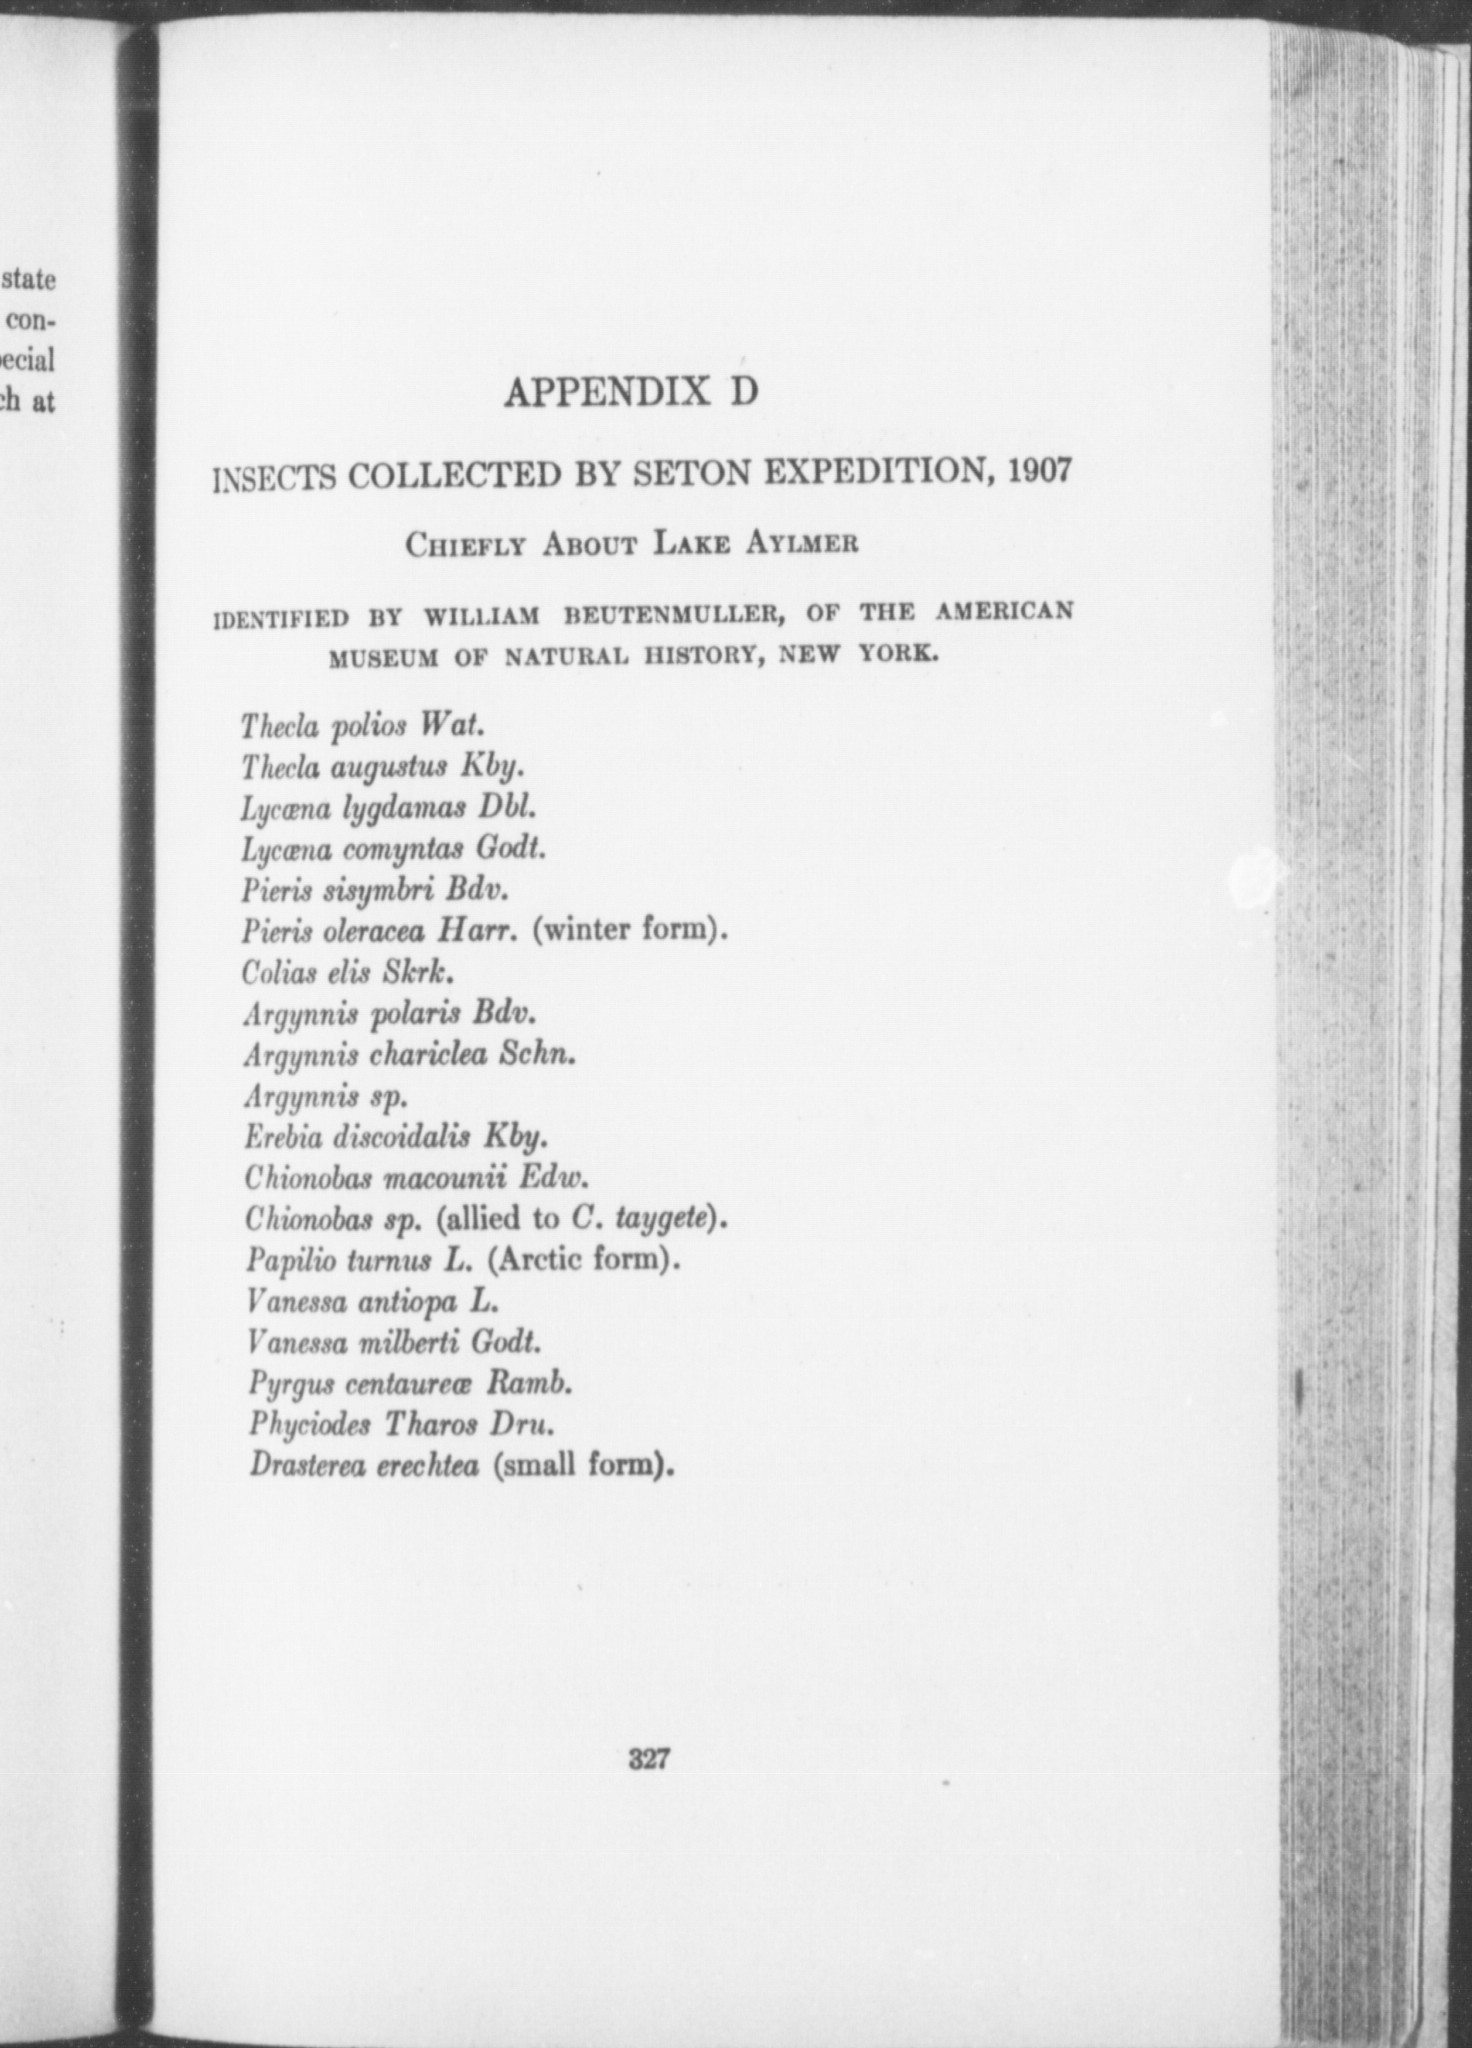 state
con-
ch at
APPENDIX D
INSECTS COLLECTED BY SETON EXPEDITION, 1907
CHIEFLY ABOUT LAKE AYLMER
IDENTIFIED BY WILLIAM BEUTENMULLER, OF THE AMERICAN
MUSEUM OF NATURAL HISTORY, NEW YORK.
Thecla polios Wat.
Thecla augustus Kby.
Lycæna lygdamas Dbl.
Lycæna comyntas Godt.
Pieris sisymbri Bdv.
Pieris oleracea Harr. (winter form).
Colias elis Skrk.
Argynnis polaris Bdv.
Argynnis chariclea Schn.
Argynnis sp.
Erebia discoidalis Kby.
Chionobas macounii Edw.
Chionobas sp. (allied to C. taygete).
Papilio turnus L. (Arctic form).
Vanessa antiopa L.
Vanessa milberti Godt.
Pyrgus centaureæ Ramb.
Phyciodes Tharos Dru.
Drasterea erechtea (small form).
327